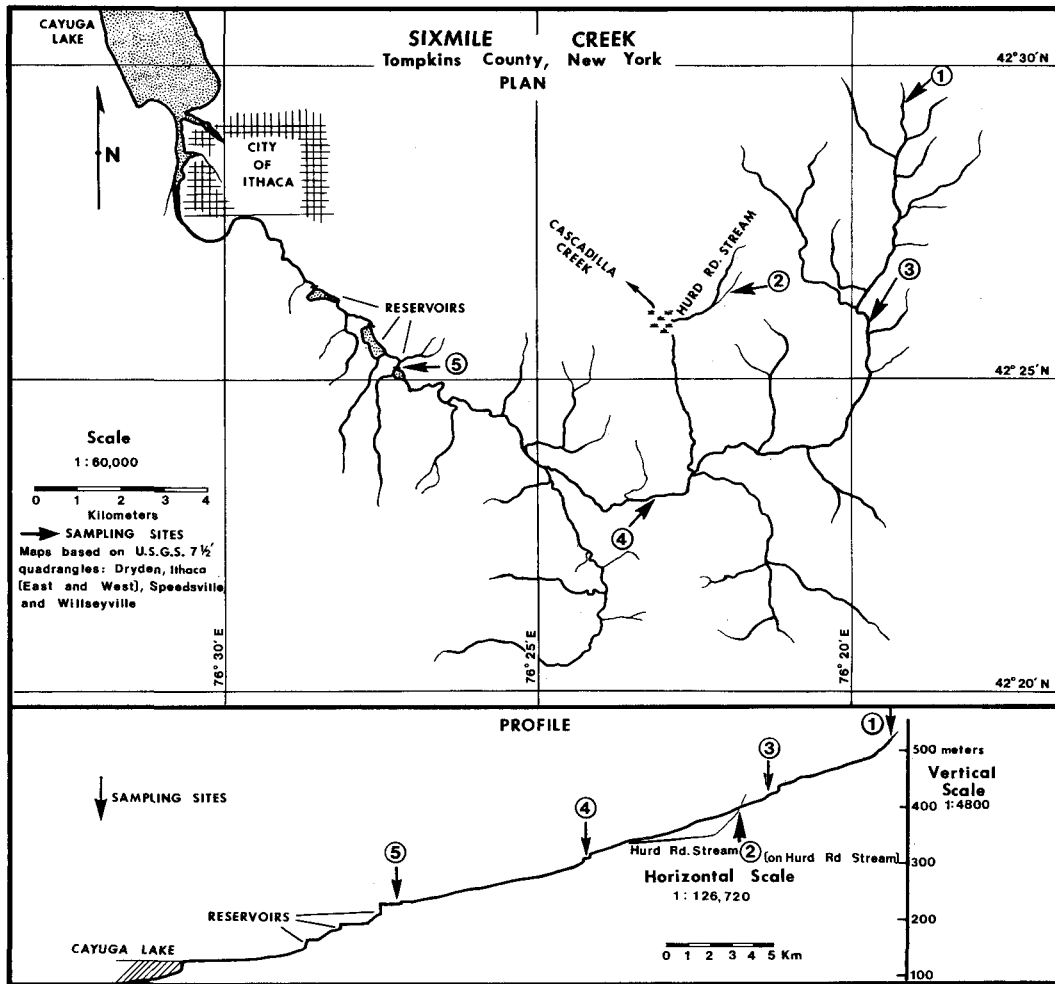 CAYUGA
LAKE
SIXMILE CREEK
Tompkins County, New York
PLAN
42° 30' N
1
N
CITY
OF
ITHACA
CASCADILLA
CREEK
HURD RD. STREAM
2
3
RESERVOIRS
5
42° 25' N
Scale
1:60,000
0 1 2 3 4
Kilometers
SAMPLING SITES
Maps based on U.S.G.S. 7 ½'
quadrangles: Dryden, Ithaca
(East and West), Speedsville
and Willseyville
4
76° 30' E
76° 25' E
76° 20' E
42° 20' N
PROFILE
1
500 meters
3
Vertical
Scale
1:4800
SAMPLING SITES
4
400
5
Hurd Rd. Stream
2
(on Hurd Rd Stream)
300
Horizontal Scale
1:126,720
RESERVOIRS
200
CAYUGA LAKE
0 1 2 3 4 5 Km
100